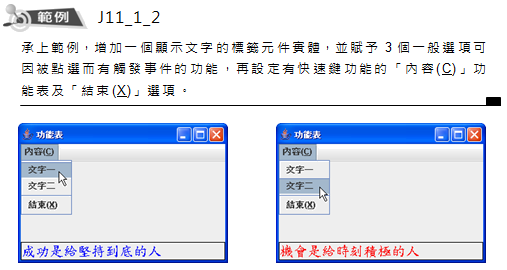 範例 J11_1_2
承上範例，增加一個顯示文字的標籤元件實體，並賦予 3 個一般選項可
因被點選而有觸發事件的功能，再設定有快速鍵功能的「內容(C)」功
能表及「結束(X)」選項。
功能表
內容(C)
文字一
文字二
結束(X)
成功是給堅持到底的人
功能表
內容(C)
文字一
文字二
結束(X)
機會是給時刻積極的人